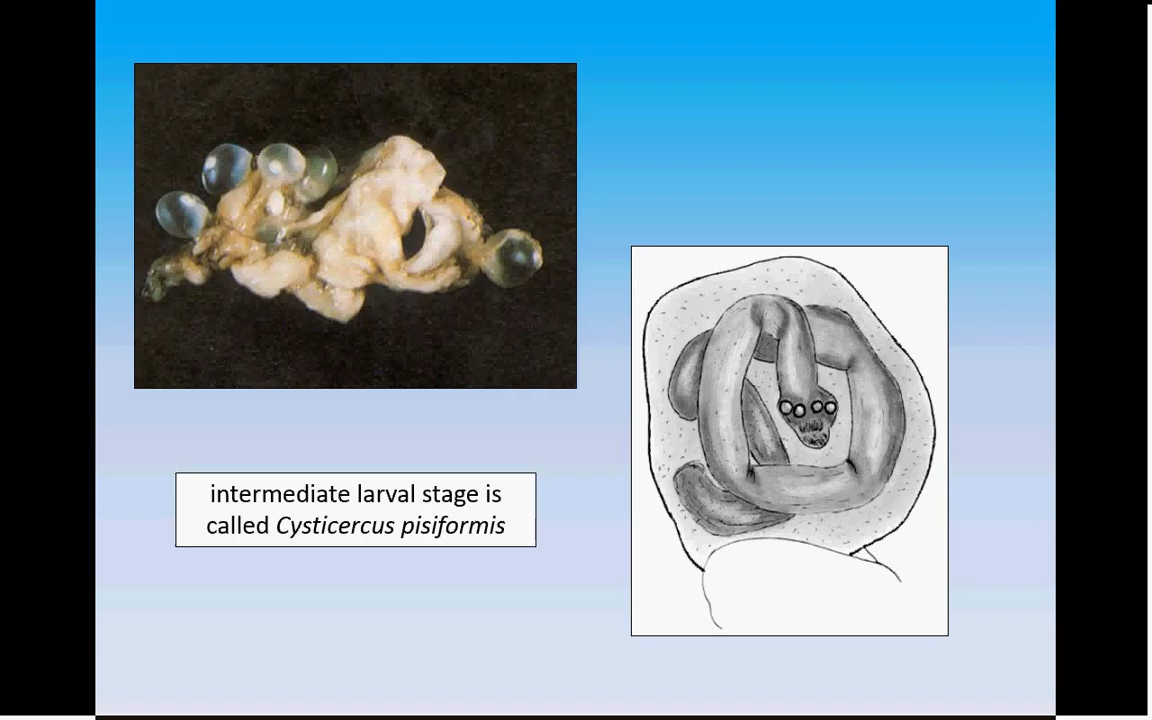 intermediate larval stage is
called Cysticercus pisiformis